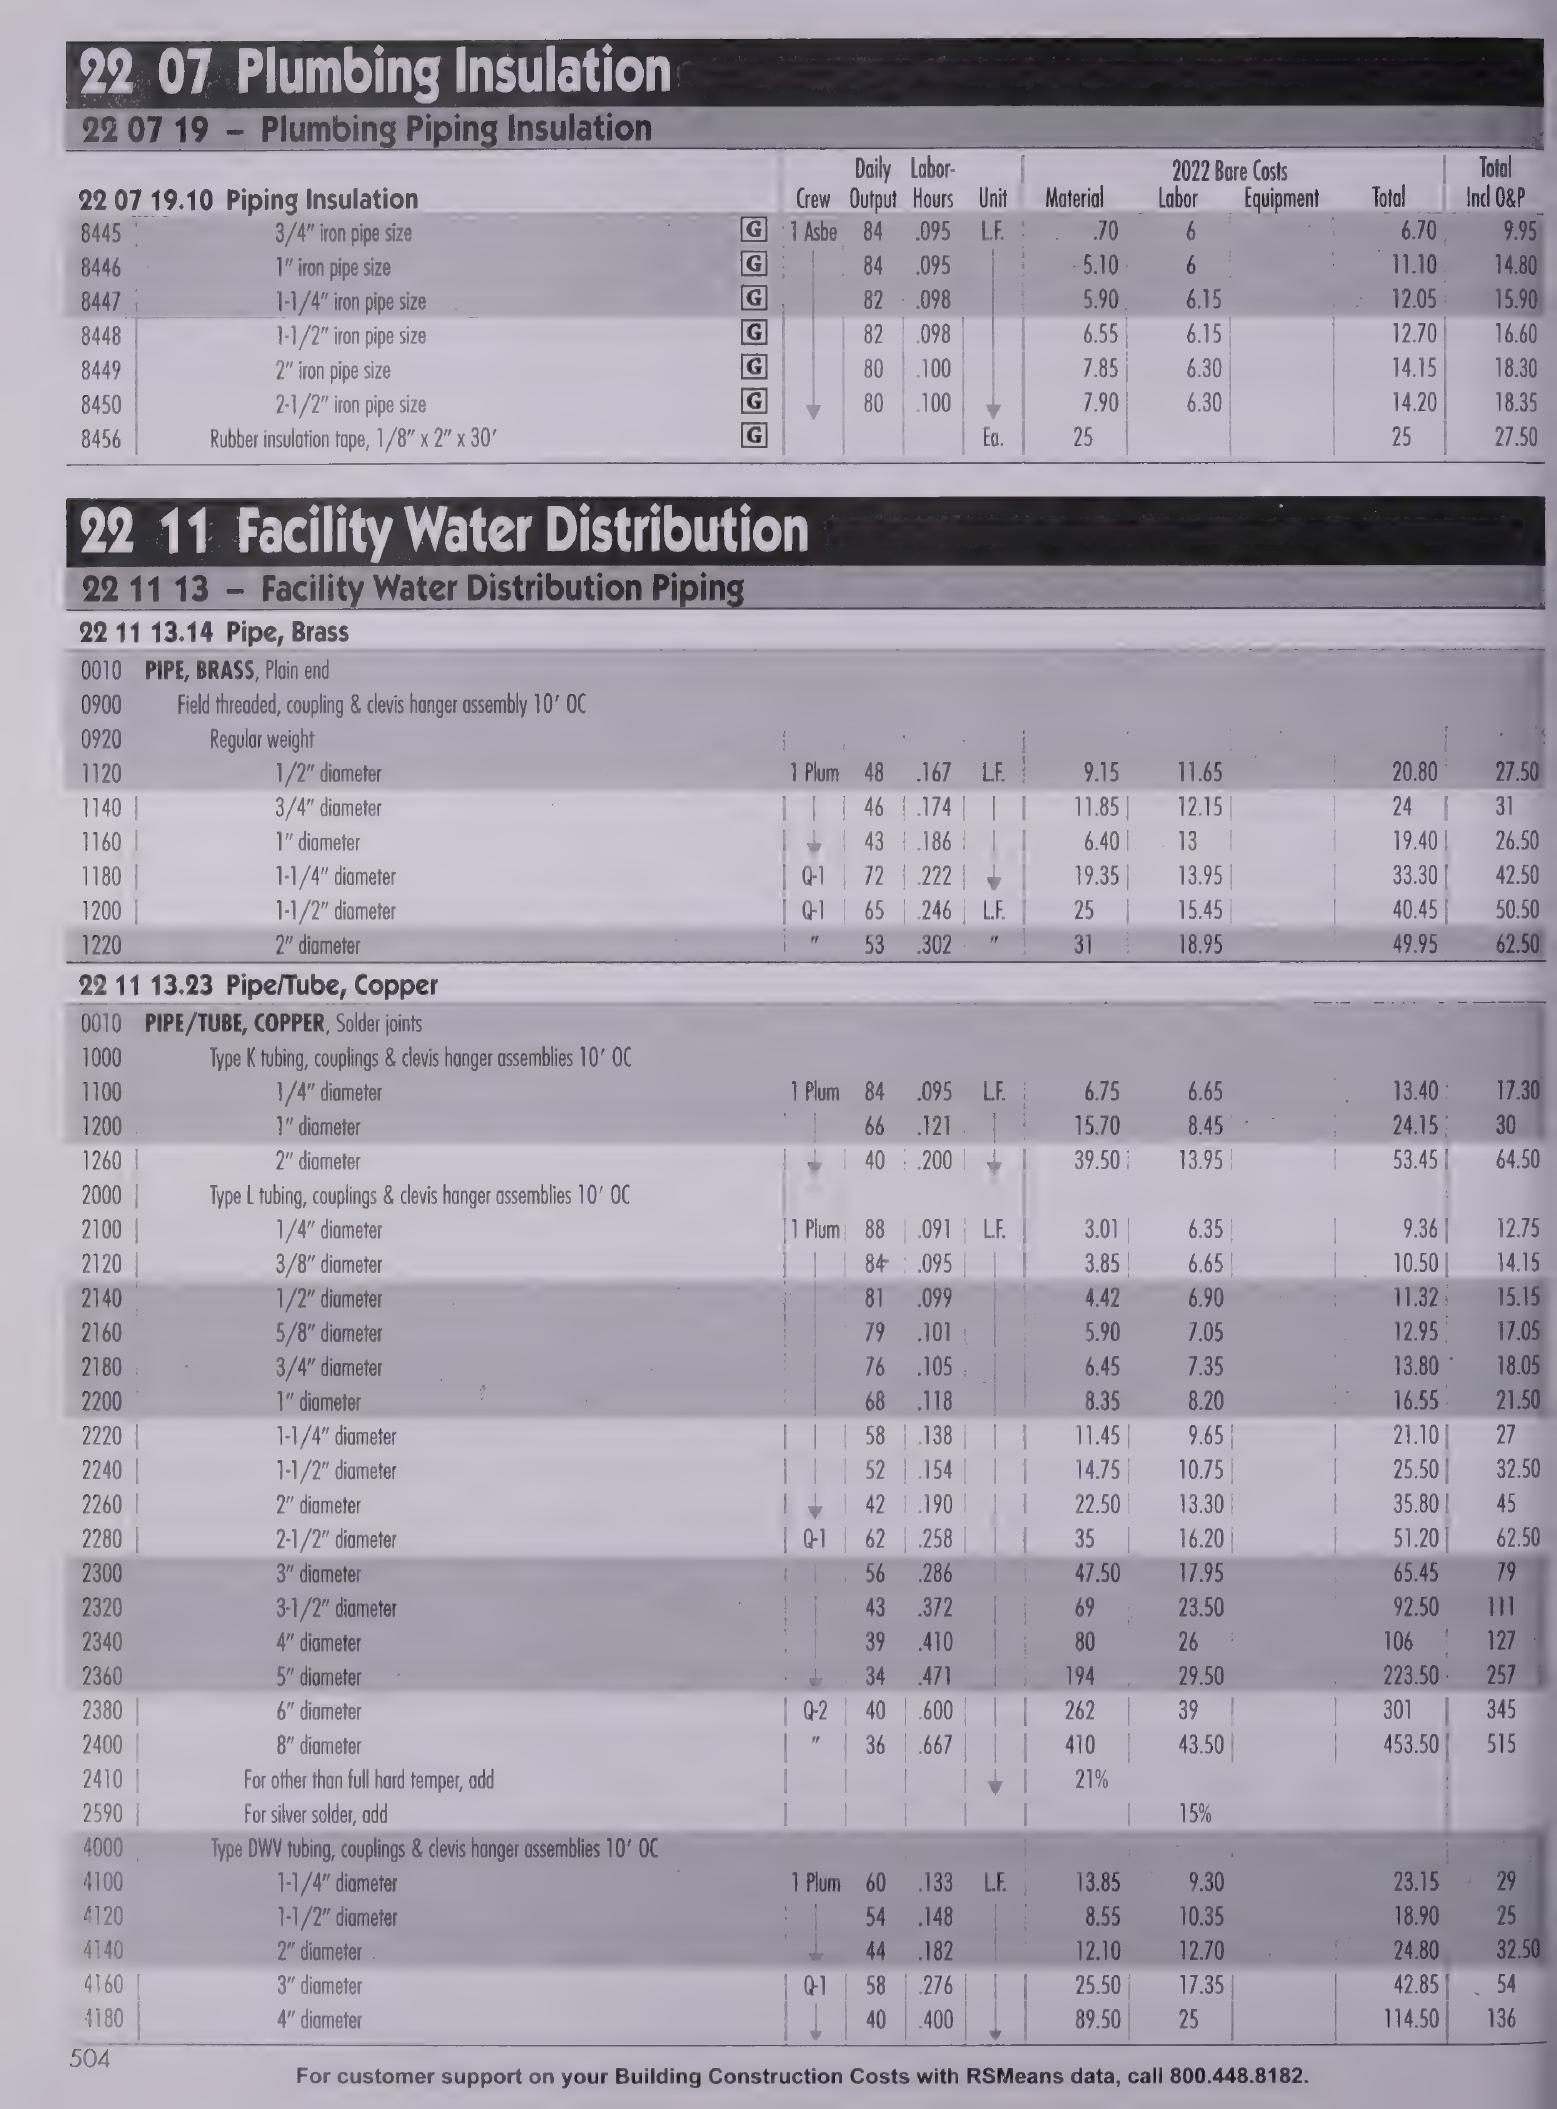 22 07 Plumbing Insulation
22 07 19 – Plumbing Piping Insulation
Daily Labor- 2022 Bare Costs Total
22 07 19.10 Piping Insulation Crew Output Hours Unit Material Labor Equipment Total Incl O&P
8445 3/4" iron pipe size G 1 Asbe 84 .095 L.F. .70 6 6.70 9.95
8446 1" iron pipe size G 84 .095 5.10 6 11.10 14.80
8447 1-1/4" iron pipe size G 82 .098 5.90 6.15 12.05 15.90
8448 1-1/2" iron pipe size G 82 .098 6.55 6.15 12.70 16.60
8449 2" iron pipe size G 80 .100 7.85 6.30 14.15 18.30
8450 2-1/2" iron pipe size G 80 .100 7.90 6.30 14.20 18.35
8456 Rubber insulation tape, 1/8" x 2" x 30' G Ea. 25 25 27.50
22 11 Facility Water Distribution
22 11 13 – Facility Water Distribution Piping
22 11 13.14 Pipe, Brass
0010 PIPE, BRASS, Plain end
0900 Field threaded, coupling & clevis hanger assembly 10' OC
0920 Regular weight
1120 1/2" diameter 1 Plum 48 .167 L.F. 9.15 11.65 20.80 27.50
1140 3/4" diameter 46 .174 11.85 12.15 24 31
1160 1" diameter 43 .186 6.40 13 19.40 26.50
1180 1-1/4" diameter Q-1 72 .222 19.35 13.95 33.30 42.50
1200 1-1/2" diameter Q-1 65 .246 L.F. 25 15.45 40.45 50.50
1220 2" diameter " 53 .302 " 31 18.95 49.95 62.50
22 11 13.23 Pipe/Tube, Copper
0010 PIPE/TUBE, COPPER, Solder joints
1000 Type K tubing, couplings & clevis hanger assemblies 10' OC
1100 1/4" diameter 1 Plum 84 .095 L.F. 6.75 6.65 13.40 17.30
1200 1" diameter 66 .121 15.70 8.45 24.15 30
1260 2" diameter 40 .200 39.50 13.95 53.45 64.50
2000 Type L tubing, couplings & clevis hanger assemblies 10' OC
2100 1/4" diameter 1 Plum 88 .091 L.F. 3.01 6.35 9.36 12.75
2120 3/8" diameter 84 .095 3.85 6.65 10.50 14.15
2140 1/2" diameter 81 .099 4.42 6.90 11.32 15.15
2160 5/8" diameter 79 .101 5.90 7.05 12.95 17.05
2180 3/4" diameter 76 .105 6.45 7.35 13.80 18.05
2200 1" diameter 68 .118 8.35 8.20 16.55 21.50
2220 1-1/4" diameter 58 .138 11.45 9.65 21.10 27
2240 1-1/2" diameter 52 .154 14.75 10.75 25.50 32.50
2260 2" diameter 42 .190 22.50 13.30 35.80 45
2280 2-1/2" diameter Q-1 62 .258 35 16.20 51.20 62.50
2300 3" diameter 56 .286 47.50 17.95 65.45 79
2320 3-1/2" diameter 43 .372 69 23.50 92.50 111
2340 4" diameter 39 .410 80 26 106 127
2360 5" diameter 34 .471 194 29.50 223.50 257
2380 6" diameter Q-2 40 .600 262 39 301 345
2400 8" diameter " 36 .667 410 43.50 453.50 515
2410 For other than full hard temper, add 21%
2590 For silver solder, add 15%
4000 Type DWV tubing, couplings & clevis hanger assemblies 10' OC
4100 1-1/4" diameter 1 Plum 60 .133 L.F. 13.85 9.30 23.15 29
4120 1-1/2" diameter 54 .148 8.55 10.35 18.90 25
4140 2" diameter 44 .182 12.10 12.70 24.80 32.50
4160 3" diameter Q-1 58 .276 25.50 17.35 42.85 54
4180 4" diameter 40 .400 89.50 25 114.50 136
504
For customer support on your Building Construction Costs with RSMeans data, call 800.448.8182.